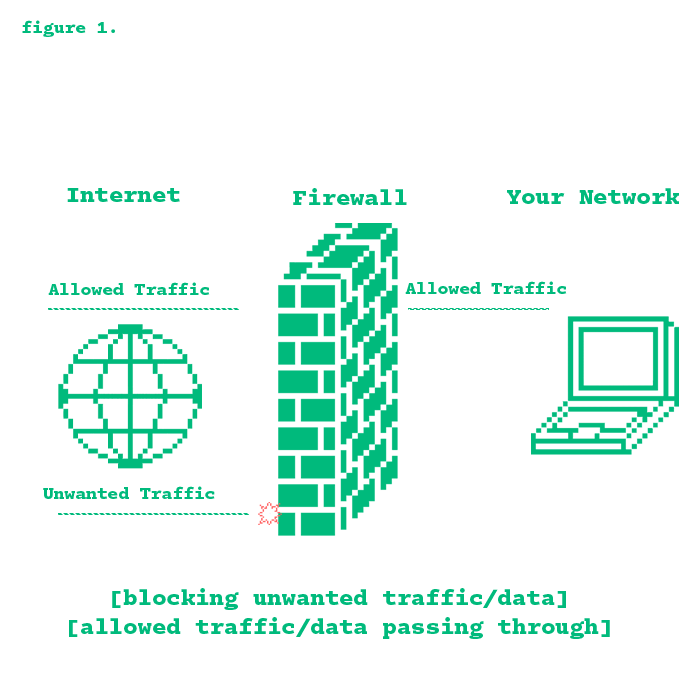 figure 1.
Internet
Firewall
Your Network
Allowed Traffic
Allowed Traffic
Unwanted Traffic
[blocking unwanted traffic/data]
[allowed traffic/data passing through]